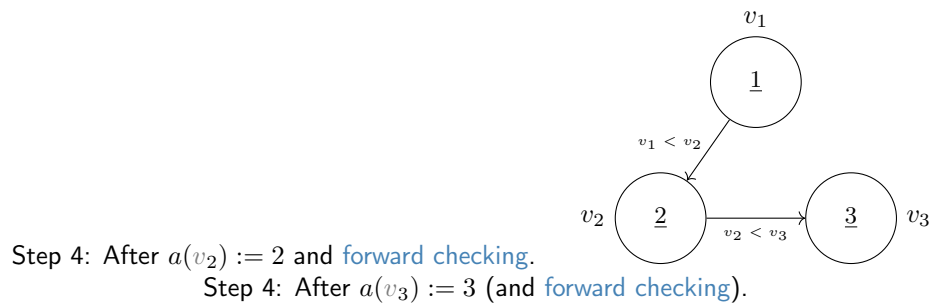 v₁
1
v₁ < v₂
v₂ 2 3 v₃
v₂ < v₃
Step 4: After a(v₂) := 2 and forward checking.
Step 4: After a(v₃) := 3 (and forward checking).